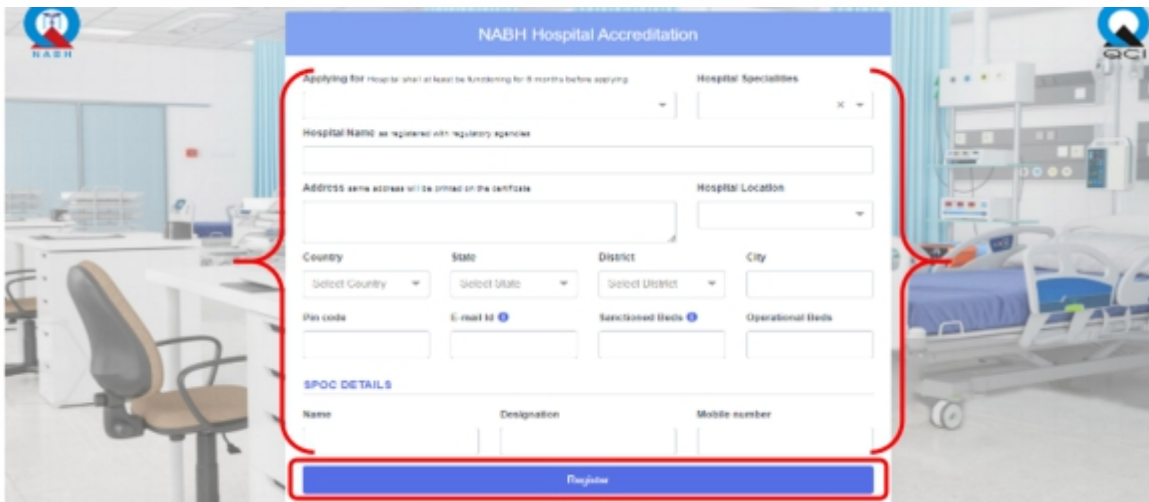 NABH
NABH Hospital Accreditation
QCI
Applying for Hospital shall at least be functioning for 6 months before applying
Hospital Specialities
Hospital Name as registered with regulatory agencies
Address same address will be printed on the certificate
Hospital Location
Country State District City
Select Country Select State Select District
Pin code E-mail Id Sanctioned Beds Operational Beds
SPOC DETAILS
Name Designation Mobile number
Register